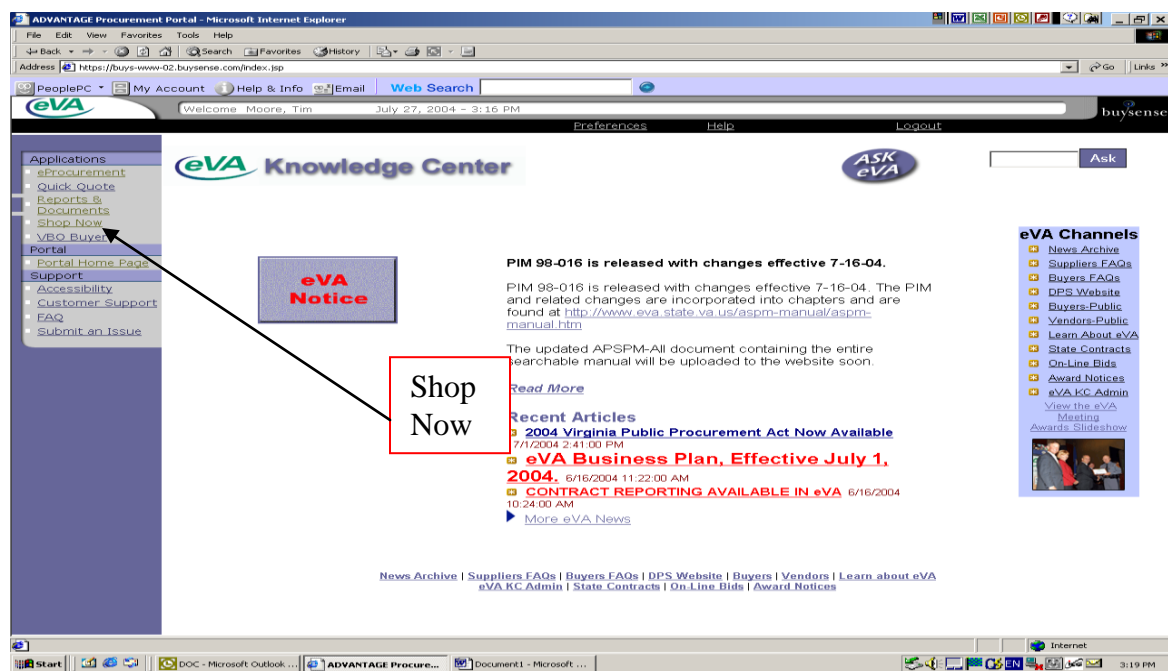 ADVANTAGE Procurement Portal - Microsoft Internet Explorer
File Edit View Favorites Tools Help
Back Search Favorites History
Address https://buys-www-02.buysense.com/index.jsp Go Links »
PeoplePC My Account Help & Info Email Web Search
eVA Welcome Moore, Tim July 27, 2004 - 3:16 PM buysense
Preferences Help Logout
Applications
eProcurement
Quick Quote
Reports &
Documents
Shop Now
VBO Buyer
Portal
Portal Home Page
Support
Accessibility
Customer Support
FAQ
Submit an Issue
eVA Knowledge Center
ASK
eVA
Ask
eVA
Notice
Shop
Now
PIM 98-016 is released with changes effective 7-16-04.
PIM 98-016 is released with changes effective 7-16-04. The PIM
and related changes are incorporated into chapters and are
found at http://www.eva.state.va.us/aspm-manual/aspm-
manual.htm
The updated APSPM-All document containing the entire
searchable manual will be uploaded to the website soon.
Read More
Recent Articles
2004 Virginia Public Procurement Act Now Available
7/1/2004 2:41:00 PM
eVA Business Plan, Effective July 1,
2004. 6/16/2004 11:22:00 AM
CONTRACT REPORTING AVAILABLE IN eVA 6/16/2004
10:24:00 AM
More eVA News
eVA Channels
News Archive
Suppliers FAQs
Buyers FAQs
DPS Website
Buyers-Public
Vendors-Public
Learn About eVA
State Contracts
On-Line Bids
Award Notices
eVA KC Admin
View the eVA
Meeting
Awards Slideshow
News Archive | Suppliers FAQs | Buyers FAQs | DPS Website | Buyers | Vendors | Learn about eVA
eVA KC Admin | State Contracts | On-Line Bids | Award Notices
Internet
Start DOC - Microsoft Outlook ... ADVANTAGE Procure... Document1 - Microsoft ... EN 3:19 PM